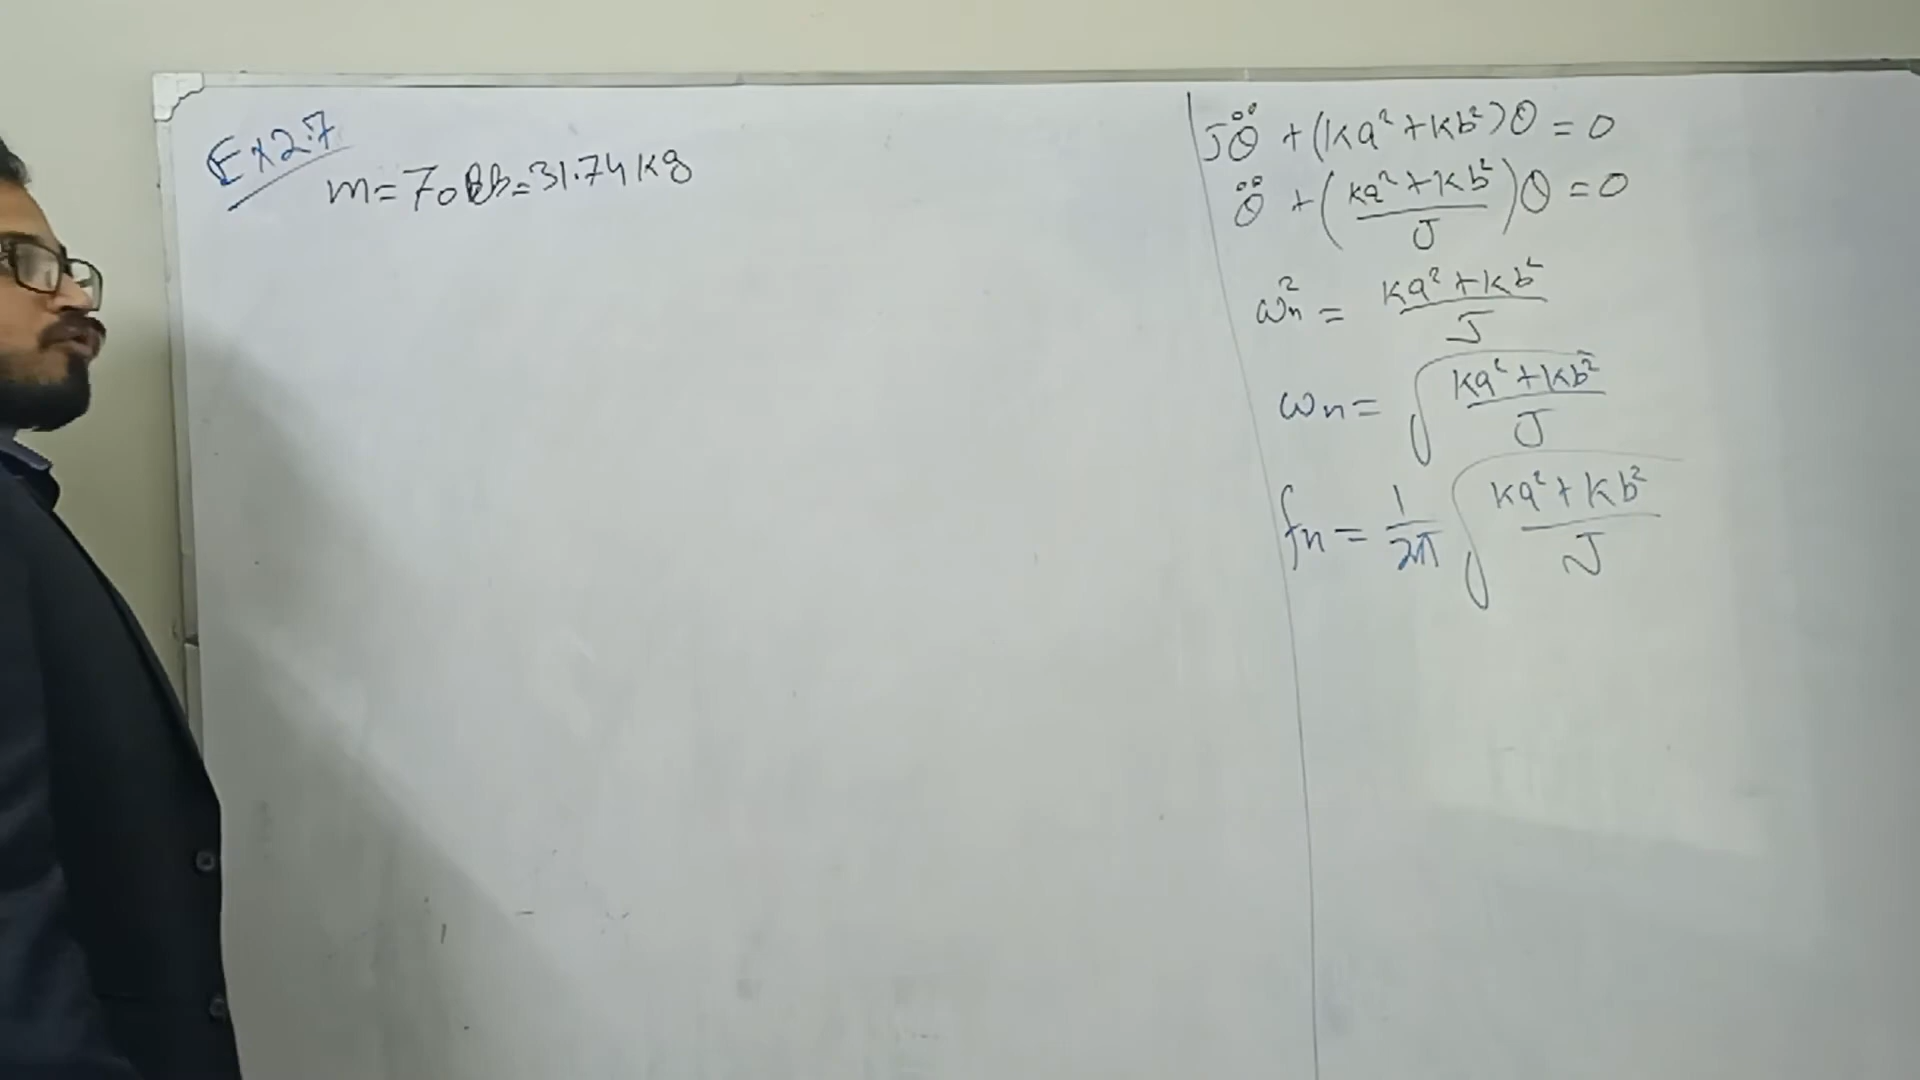 Ex 2.7
m = 70 lb = 31.74 kg
Jθ̈ + (ka² + kb²)θ = 0
θ̈ + (ka² + kb² / J)θ = 0
ωn² = ka² + kb² / J
ωn = √(ka² + kb² / J)
fn = 1/2π √(ka² + kb² / J)